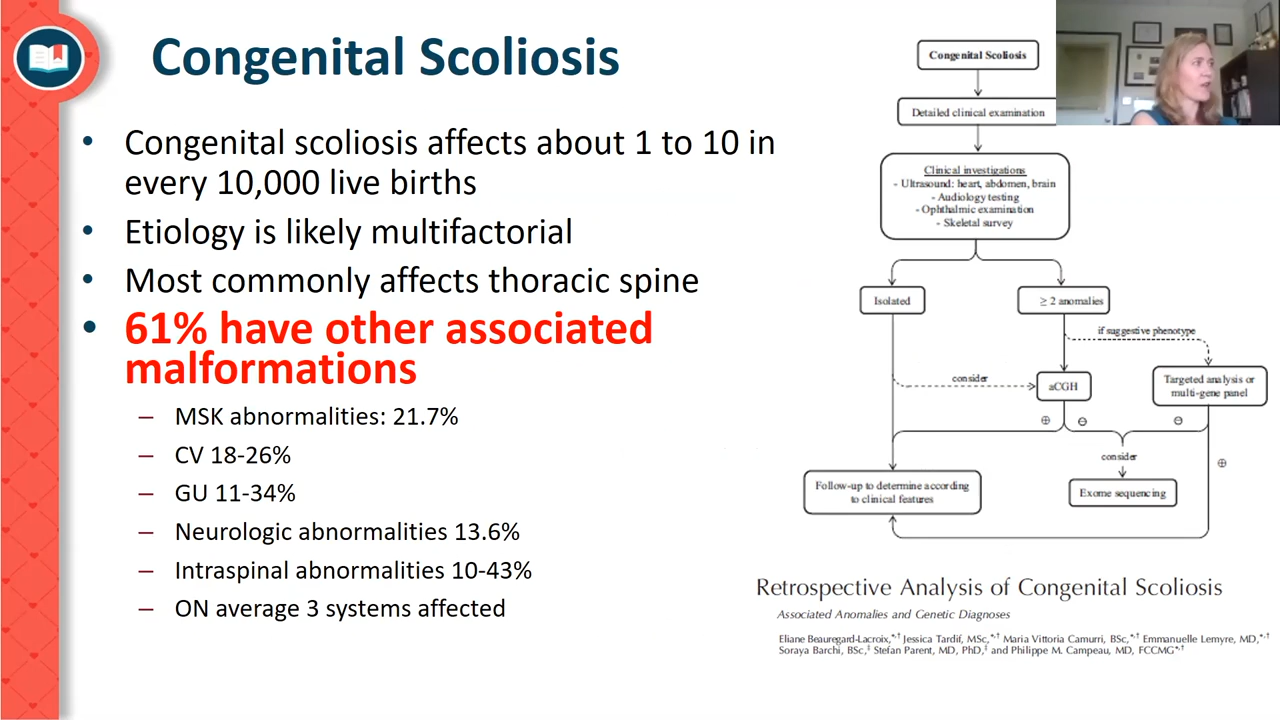 Congenital Scoliosis
• Congenital scoliosis affects about 1 to 10 in
every 10,000 live births
• Etiology is likely multifactorial
• Most commonly affects thoracic spine
• 61% have other associated
malformations
– MSK abnormalities: 21.7%
– CV 18-26%
– GU 11-34%
– Neurologic abnormalities 13.6%
– Intraspinal abnormalities 10-43%
– ON average 3 systems affected
Congenital Scoliosis
Detailed clinical examination
Clinical investigations
- Ultrasound: heart, abdomen, brain
- Audiology testing
- Ophthalmic examination
- Skeletal survey
Isolated
≥ 2 anomalies
if suggestive phenotype
consider
aCGH
Targeted analysis or
multi-gene panel
⊕
⊖
⊖
consider
⊕
Follow-up to determine according
to clinical features
Exome sequencing
Retrospective Analysis of Congenital Scoliosis
Associated Anomalies and Genetic Diagnoses
Eliane Beauregard-Lacroix,*,† Jessica Tardif, MSc,*,† Maria Vittoria Camurri, BSc,*,† Emmanuelle Lemyre, MD,*,†
Soraya Barchi, BSc,‡ Stefan Parent, MD, PhD,‡ and Philippe M. Campeau, MD, FCCMG*,†